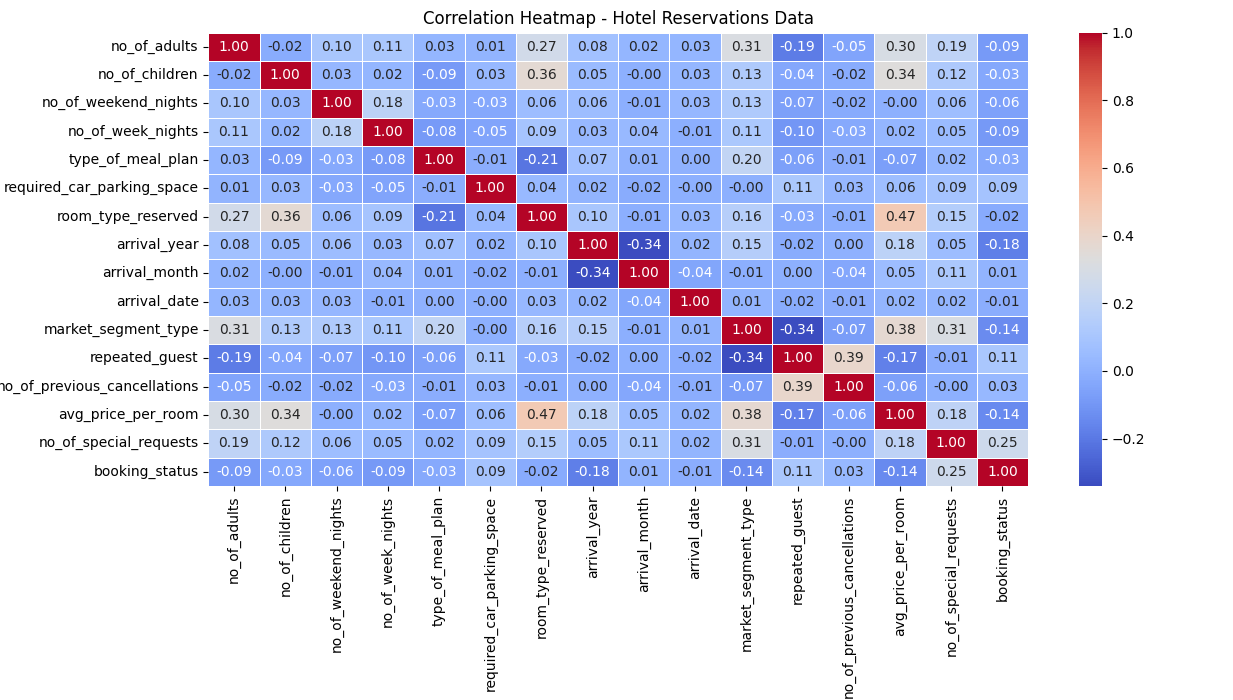 Correlation Heatmap - Hotel Reservations Data
no_of_adults 1.00 -0.02 0.10 0.11 0.03 0.01 0.27 0.08 0.02 0.03 0.31 -0.19 -0.05 0.30 0.19 -0.09
no_of_children -0.02 1.00 0.03 0.02 -0.09 0.03 0.36 0.05 -0.00 0.03 0.13 -0.04 -0.02 0.34 0.12 -0.03
no_of_weekend_nights 0.10 0.03 1.00 0.18 -0.03 -0.03 0.06 0.06 -0.01 0.03 0.13 -0.07 -0.02 -0.00 0.06 -0.06
no_of_week_nights 0.11 0.02 0.18 1.00 -0.08 -0.05 0.09 0.03 0.04 -0.01 0.11 -0.10 -0.03 0.02 0.05 -0.09
type_of_meal_plan 0.03 -0.09 -0.03 -0.08 1.00 -0.01 -0.21 0.07 0.01 0.00 0.20 -0.06 -0.01 -0.07 0.02 -0.03
required_car_parking_space 0.01 0.03 -0.03 -0.05 -0.01 1.00 0.04 0.02 -0.02 -0.00 -0.00 0.11 0.03 0.06 0.09 0.09
room_type_reserved 0.27 0.36 0.06 0.09 -0.21 0.04 1.00 0.10 -0.01 0.03 0.16 -0.03 -0.01 0.47 0.15 -0.02
arrival_year 0.08 0.05 0.06 0.03 0.07 0.02 0.10 1.00 -0.34 0.02 0.15 -0.02 0.00 0.18 0.05 -0.18
arrival_month 0.02 -0.00 -0.01 0.04 0.01 -0.02 -0.01 -0.34 1.00 -0.04 -0.01 0.00 -0.04 0.05 0.11 0.01
arrival_date 0.03 0.03 0.03 -0.01 0.00 -0.00 0.03 0.02 -0.04 1.00 0.01 -0.02 -0.01 0.02 0.02 -0.01
market_segment_type 0.31 0.13 0.13 0.11 0.20 -0.00 0.16 0.15 -0.01 0.01 1.00 -0.34 -0.07 0.38 0.31 -0.14
repeated_guest -0.19 -0.04 -0.07 -0.10 -0.06 0.11 -0.03 -0.02 0.00 -0.02 -0.34 1.00 0.39 -0.17 -0.01 0.11
no_of_previous_cancellations -0.05 -0.02 -0.02 -0.03 -0.01 0.03 -0.01 0.00 -0.04 -0.01 -0.07 0.39 1.00 -0.06 -0.00 0.03
avg_price_per_room 0.30 0.34 -0.00 0.02 -0.07 0.06 0.47 0.18 0.05 0.02 0.38 -0.17 -0.06 1.00 0.18 -0.14
no_of_special_requests 0.19 0.12 0.06 0.05 0.02 0.09 0.15 0.05 0.11 0.02 0.31 -0.01 -0.00 0.18 1.00 0.25
booking_status -0.09 -0.03 -0.06 -0.09 -0.03 0.09 -0.02 -0.18 0.01 -0.01 -0.14 0.11 0.03 -0.14 0.25 1.00
no_of_adults
no_of_children
no_of_weekend_nights
no_of_week_nights
type_of_meal_plan
required_car_parking_space
room_type_reserved
arrival_year
arrival_month
arrival_date
market_segment_type
repeated_guest
no_of_previous_cancellations
avg_price_per_room
no_of_special_requests
booking_status
1.0
0.8
0.6
0.4
0.2
0.0
−0.2